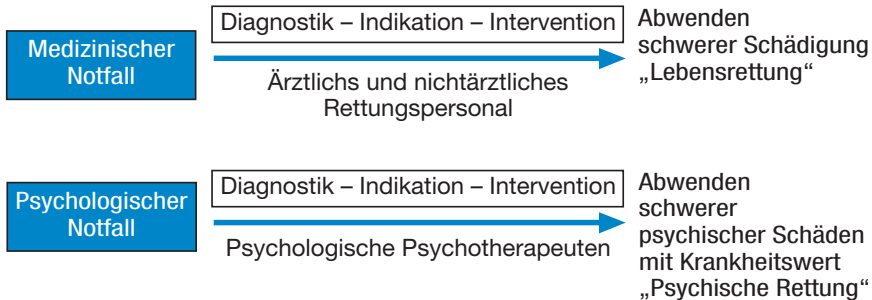 Medizinischer
Notfall
Diagnostik – Indikation – Intervention
Ärztlichs und nichtärztliches
Rettungspersonal
Abwenden
schwerer Schädigung
„Lebensrettung“
Psychologischer
Notfall
Diagnostik – Indikation – Intervention
Psychologische Psychotherapeuten
Abwenden
schwerer
psychischer Schäden
mit Krankheitswert
„Psychische Rettung“